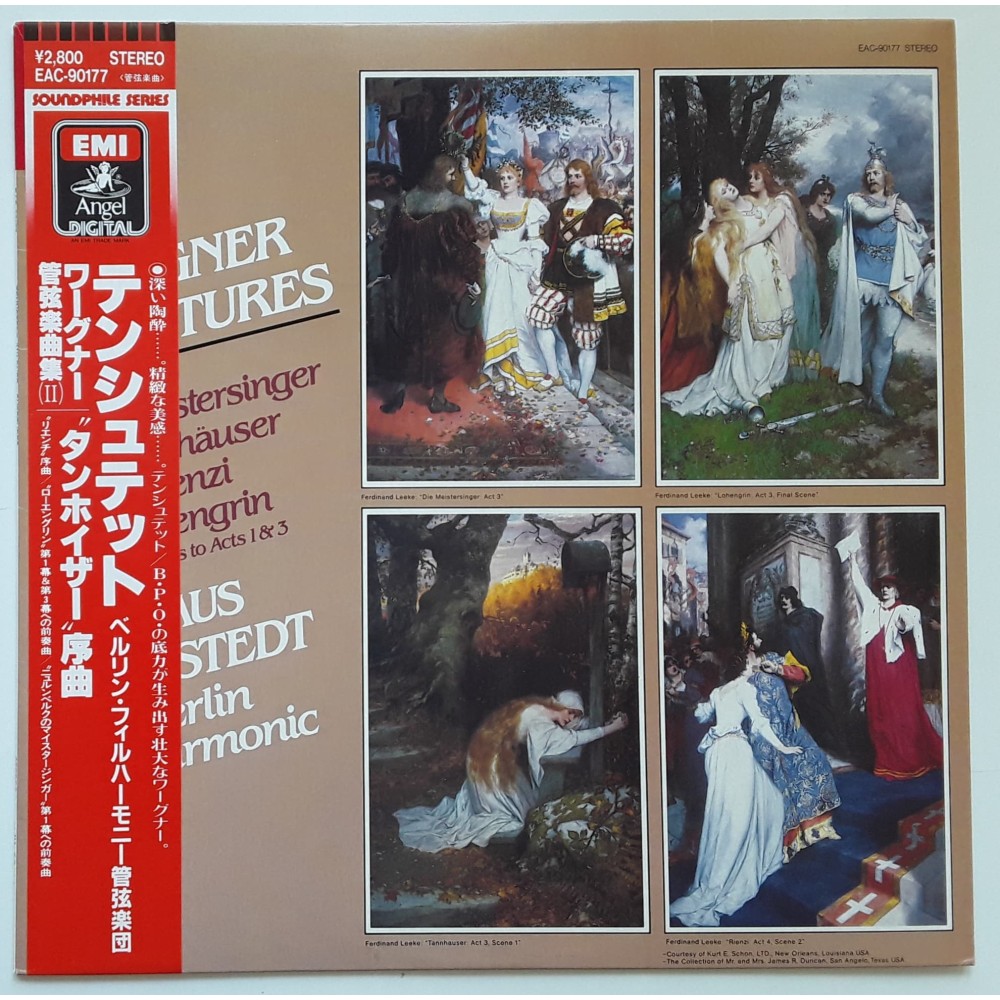 ¥2,800 STEREO
EAC-90177 〈管弦楽曲〉
SOUNDPHILE SERIES
EMI
Angel
DIGITAL
AN EMI TRADE MARK
●深い陶酔……。精緻な美感……。テンシュテット/B・P・Oの底力が生み出す壮大なワーグナー。
テンシュテット ベルリン・フィルハーモニー管弦楽団
ワーグナー
管弦楽曲集(II)
“タンホイザー”序曲
“リエンチ”序曲/“ローエングリン”第1幕&第3幕への前奏曲/“ニュルンベルクのマイスタージンガー”第1幕への前奏曲
EAC-90177 STEREO
GNER
TURES
stersinger
häuser
enzi
engrin
s to Acts 1 & 3
AUS
STEDT
erlin
armonic
Ferdinand Leeke: "Die Meistersinger: Act 3"
Ferdinand Leeke: "Lohengrin: Act 3, Final Scene"
Ferdinand Leeke: "Tannhauser: Act 3, Scene 1"
Ferdinand Leeke: "Rienzi: Act 4, Scene 2"
-Courtesy of Kurt E. Schon, LTD., New Orleans, Louisiana USA
-The Collection of Mr. and Mrs. James R. Duncan, San Angelo, Texas, USA